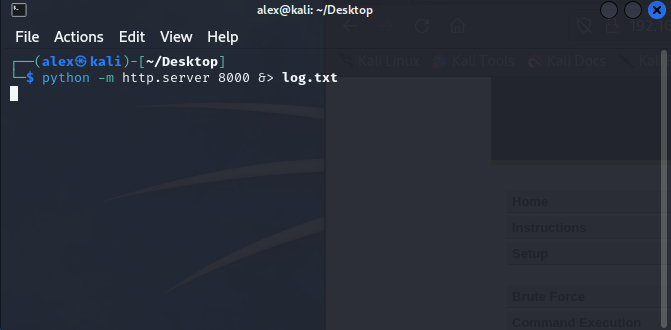 alex@kali: ~/Desktop
File Actions Edit View Help
(alex㉿kali)-[~/Desktop]
$ python -m http.server 8000 &> log.txt
Kali Linux Kali Tools Kali Docs
Home
Instructions
Setup
Brute Force
Command Execution